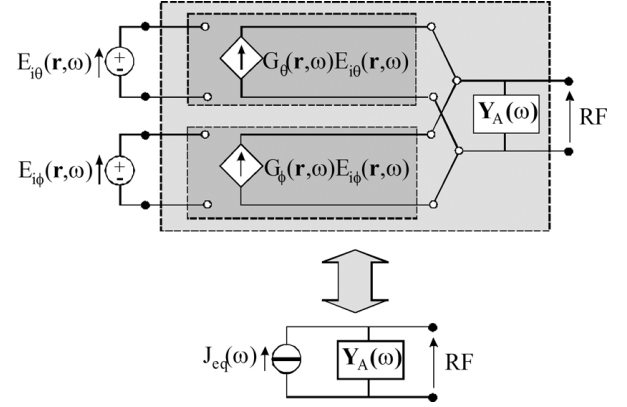 E_iθ(r,ω)
+
-
G_θ(r,ω)E_iθ(r,ω)
Y_A(ω)
RF
E_iϕ(r,ω)
+
-
G_ϕ(r,ω)E_iϕ(r,ω)
J_eq(ω)
Y_A(ω)
RF